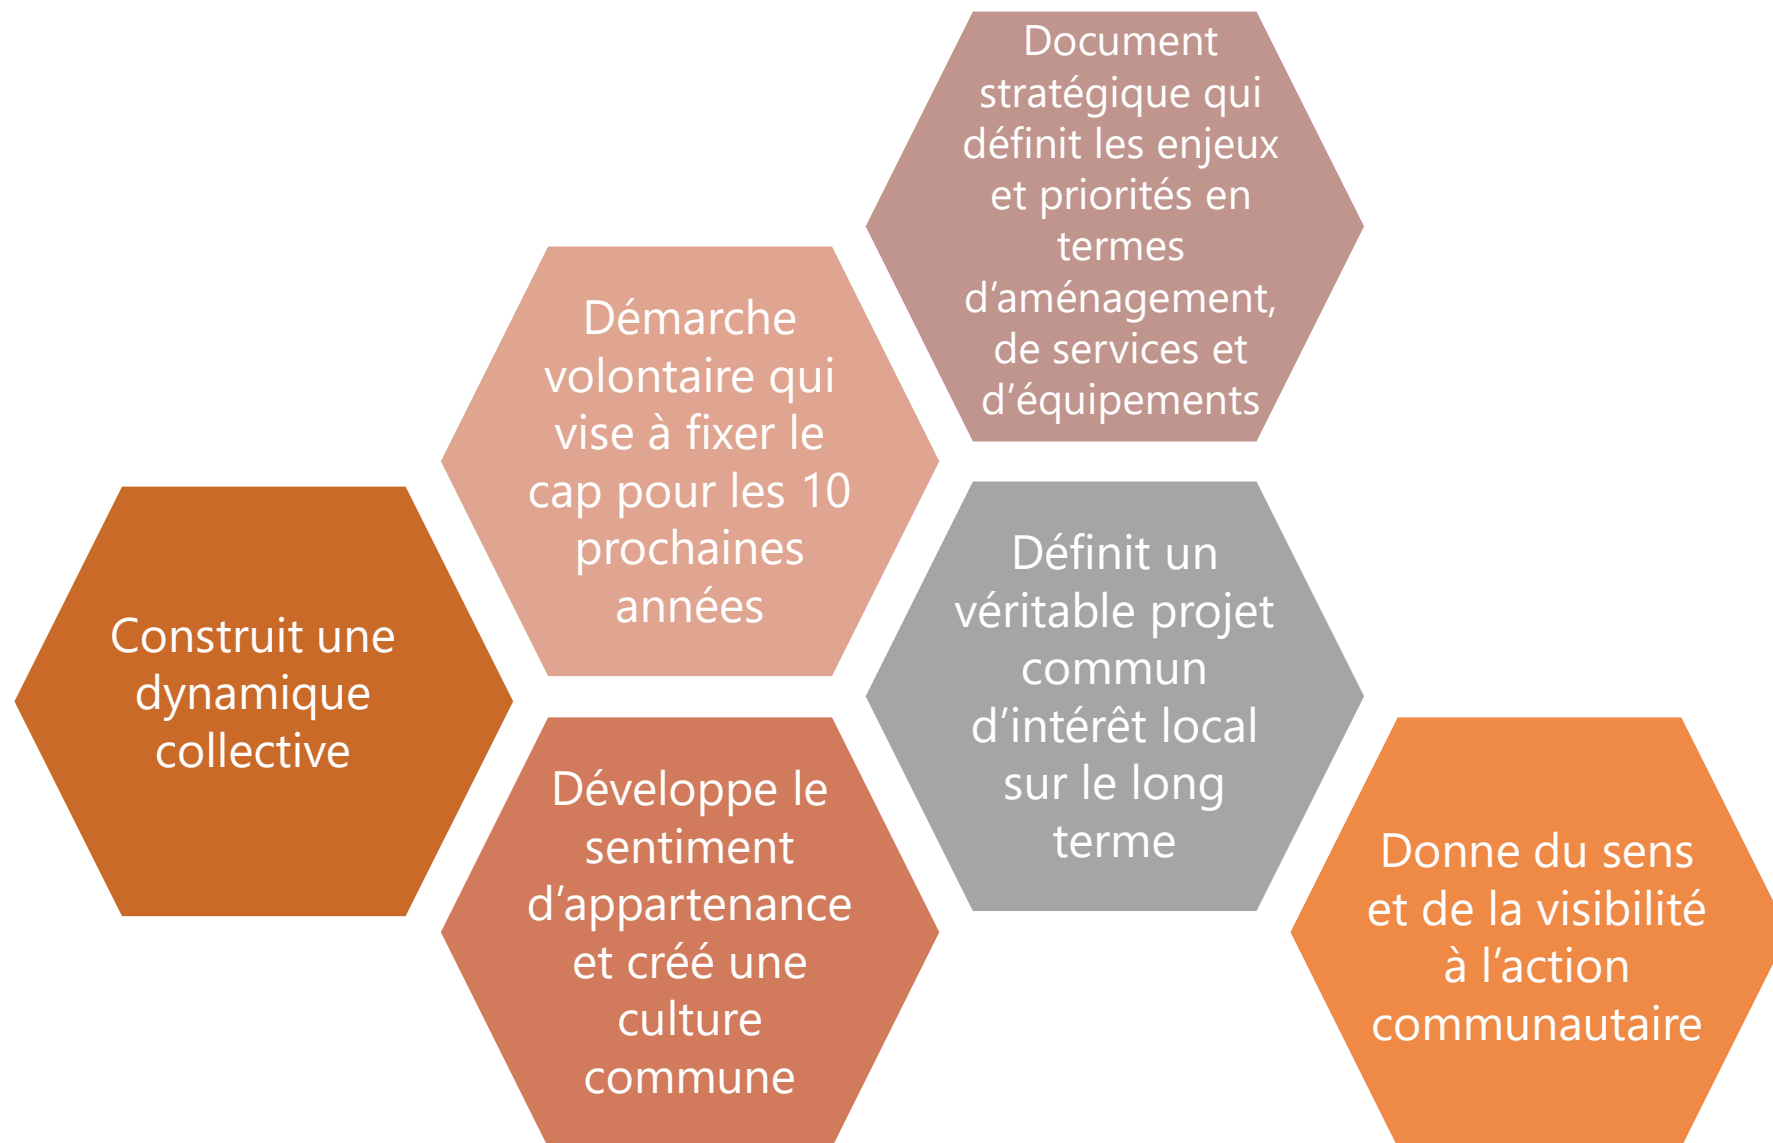 Document
stratégique qui
définit les enjeux
et priorités en
termes
d’aménagement,
de services et
d’équipements
Démarche
volontaire qui
vise à fixer le
cap pour les 10
prochaines
années
Construit une
dynamique
collective
Définit un
véritable projet
commun
d’intérêt local
sur le long
terme
Développe le
sentiment
d’appartenance
et créé une
culture
commune
Donne du sens
et de la visibilité
à l’action
communautaire